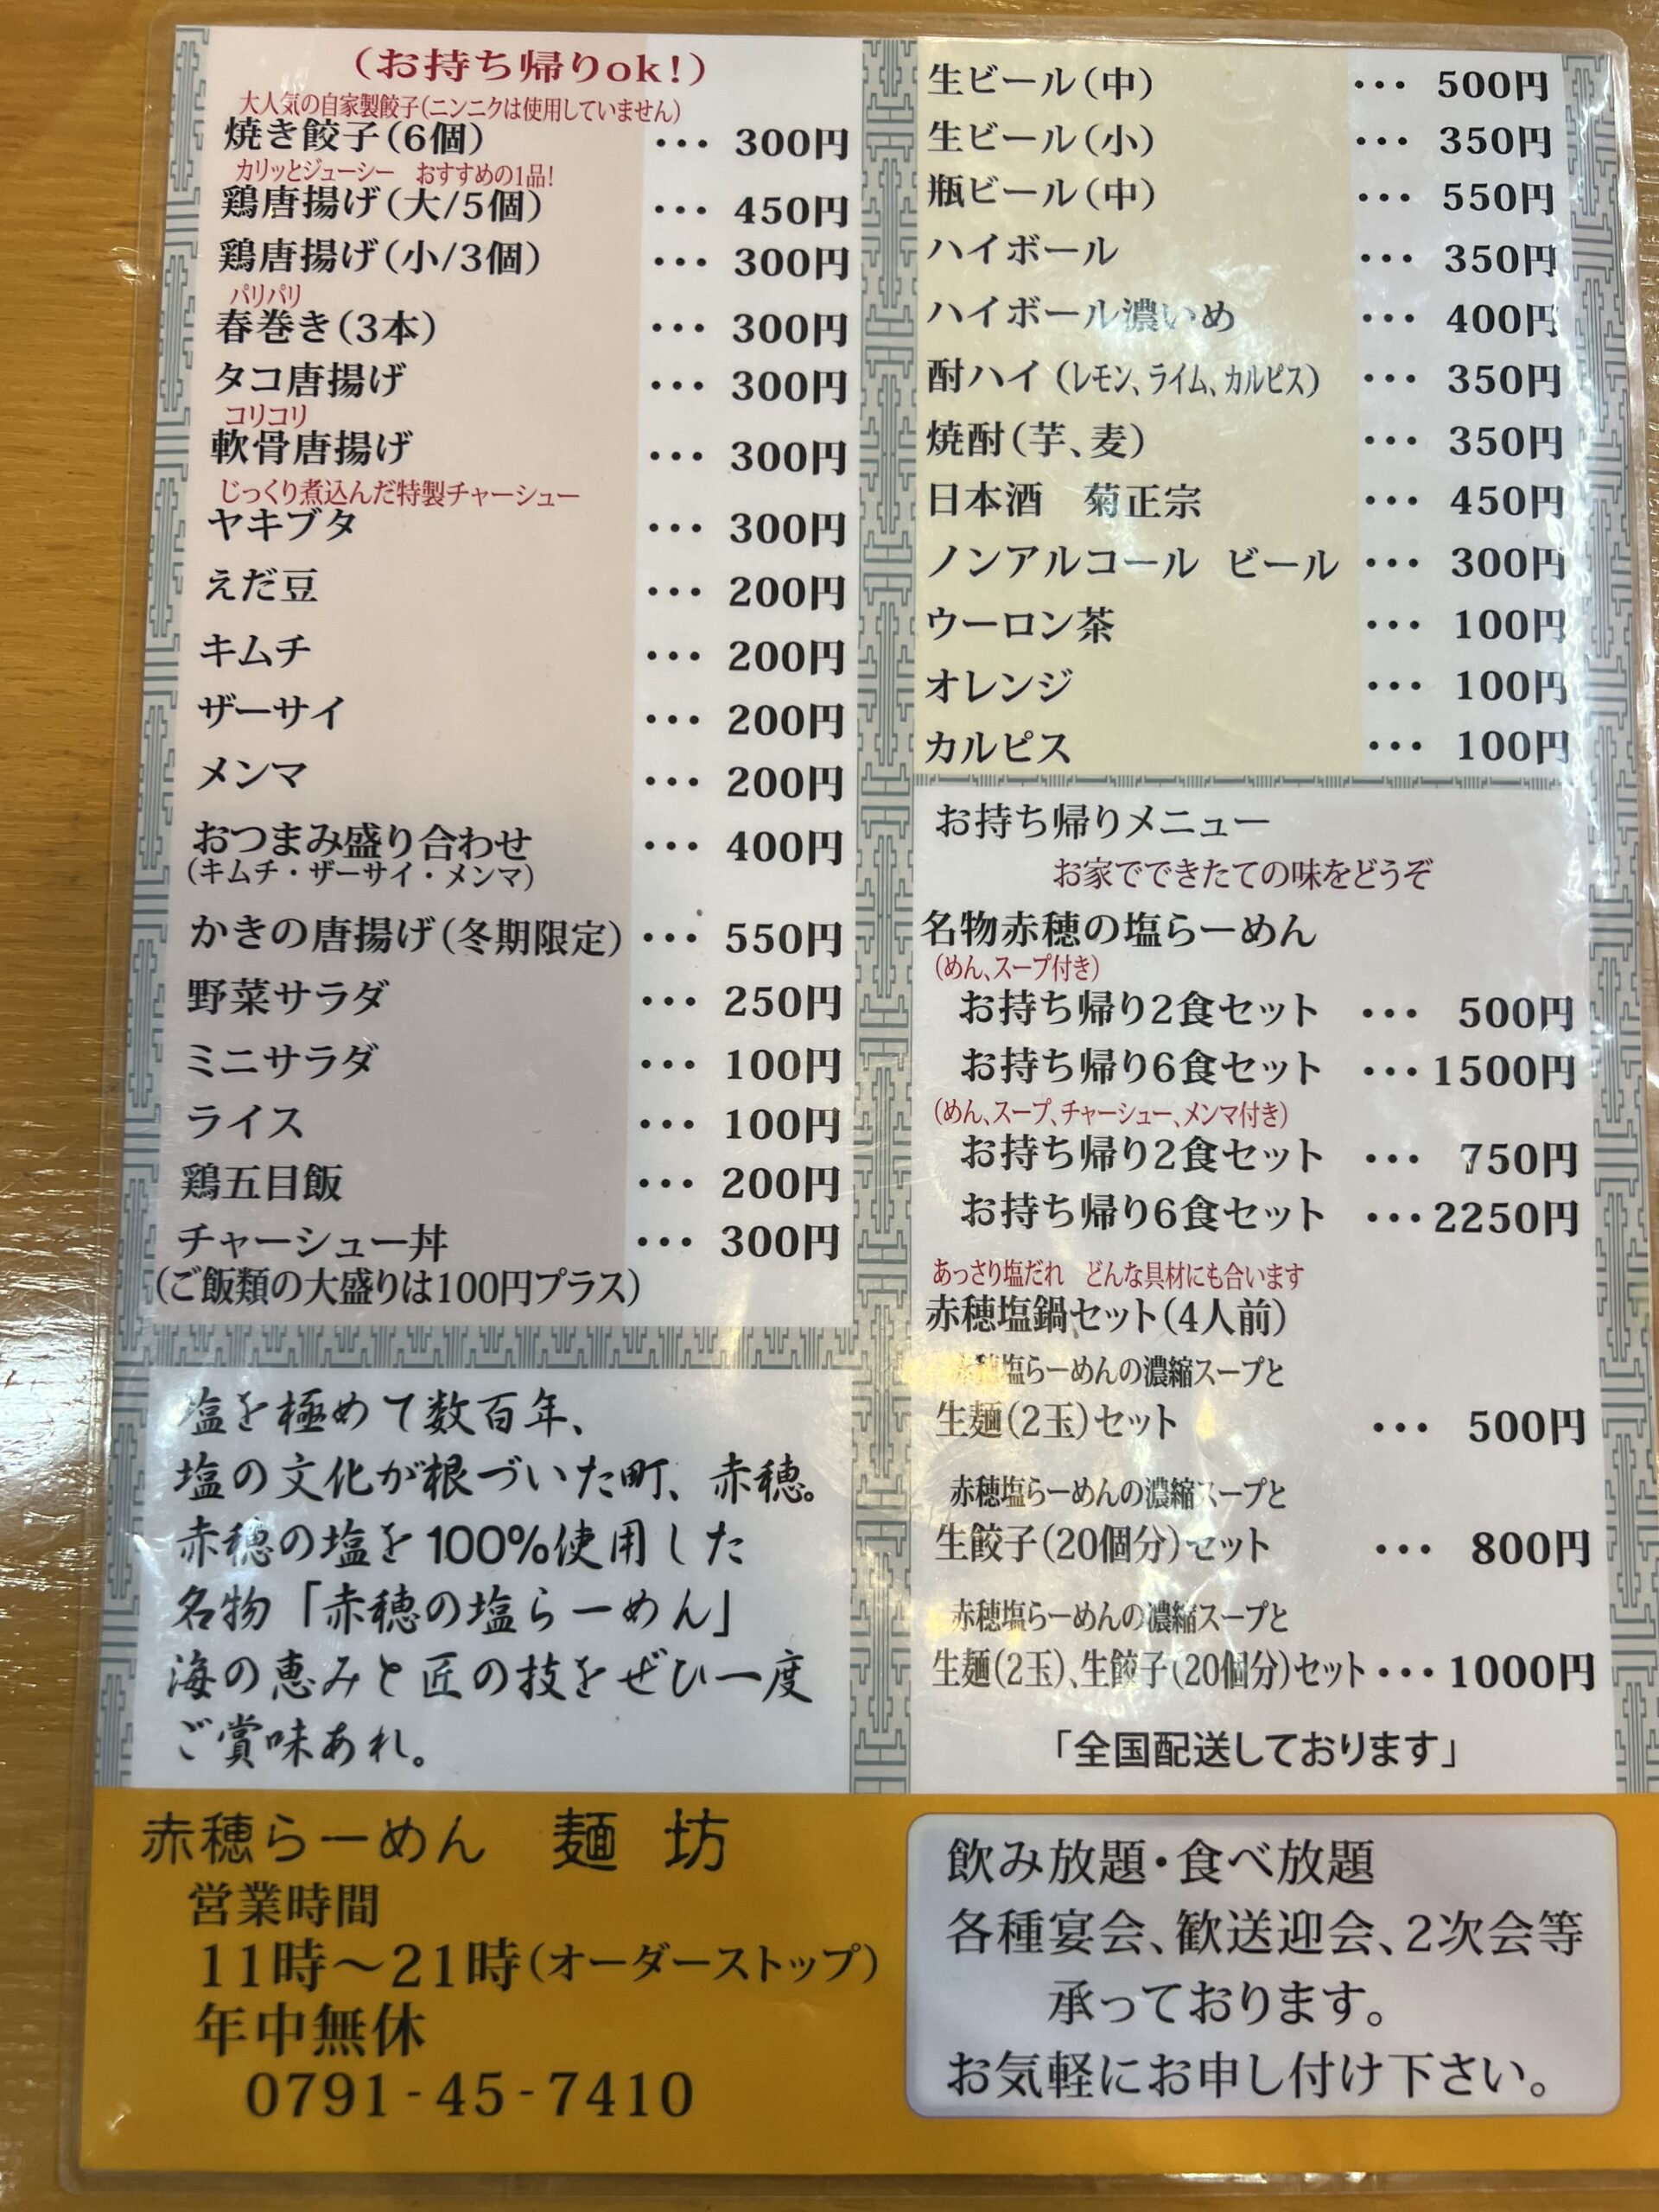 (お持ち帰りok!)
大人気の自家製餃子(ニンニクは使用していません)
焼き餃子(6個) ・・・ 300円
カリッとジューシー おすすめの1品!
鶏唐揚げ(大/5個) ・・・ 450円
鶏唐揚げ(小/3個) ・・・ 300円
パリパリ
春巻き(3本) ・・・ 300円
タコ唐揚げ ・・・ 300円
コリコリ
軟骨唐揚げ ・・・ 300円
じっくり煮込んだ特製チャーシュー
ヤキブタ ・・・ 300円
えだ豆 ・・・ 200円
キムチ ・・・ 200円
ザーサイ ・・・ 200円
メンマ ・・・ 200円
おつまみ盛り合わせ ・・・ 400円
(キムチ・ザーサイ・メンマ)
かきの唐揚げ(冬期限定) ・・・ 550円
野菜サラダ ・・・ 250円
ミニサラダ ・・・ 100円
ライス ・・・ 100円
鶏五目飯 ・・・ 200円
チャーシュー丼 ・・・ 300円
(ご飯類の大盛りは100円プラス)
塩を極めて数百年、
塩の文化が根づいた町、赤穂。
赤穂の塩を100%使用した
名物「赤穂の塩らーめん」
海の恵みと匠の技をぜひ一度
ご賞味あれ。
生ビール(中) ・・・ 500円
生ビール(小) ・・・ 350円
瓶ビール(中) ・・・ 550円
ハイボール ・・・ 350円
ハイボール濃いめ ・・・ 400円
酎ハイ(レモン、ライム、カルピス) ・・・ 350円
焼酎(芋、麦) ・・・ 350円
日本酒 菊正宗 ・・・ 450円
ノンアルコール ビール ・・・ 300円
ウーロン茶 ・・・ 100円
オレンジ ・・・ 100円
カルピス ・・・ 100円
お持ち帰りメニュー
お家でできたての味をどうぞ
名物赤穂の塩らーめん
(めん、スープ付き)
お持ち帰り2食セット ・・・ 500円
お持ち帰り6食セット ・・・1500円
(めん、スープ、チャーシュー、メンマ付き)
お持ち帰り2食セット ・・・ 750円
お持ち帰り6食セット ・・・2250円
あっさり塩だれ どんな具材にも合います
赤穂塩鍋セット(4人前)
赤穂塩らーめんの濃縮スープと
生麺(2玉)セット ・・・ 500円
赤穂塩らーめんの濃縮スープと
生餃子(20個分)セット ・・・ 800円
赤穂塩らーめんの濃縮スープと
生麺(2玉)、生餃子(20個分)セット・・・1000円
「全国配送しております」
赤穂らーめん 麺 坊
営業時間
11時～21時(オーダーストップ)
年中無休
0791-45-7410
飲み放題・食べ放題
各種宴会、歓送迎会、2次会等
承っております。
お気軽にお申し付け下さい。